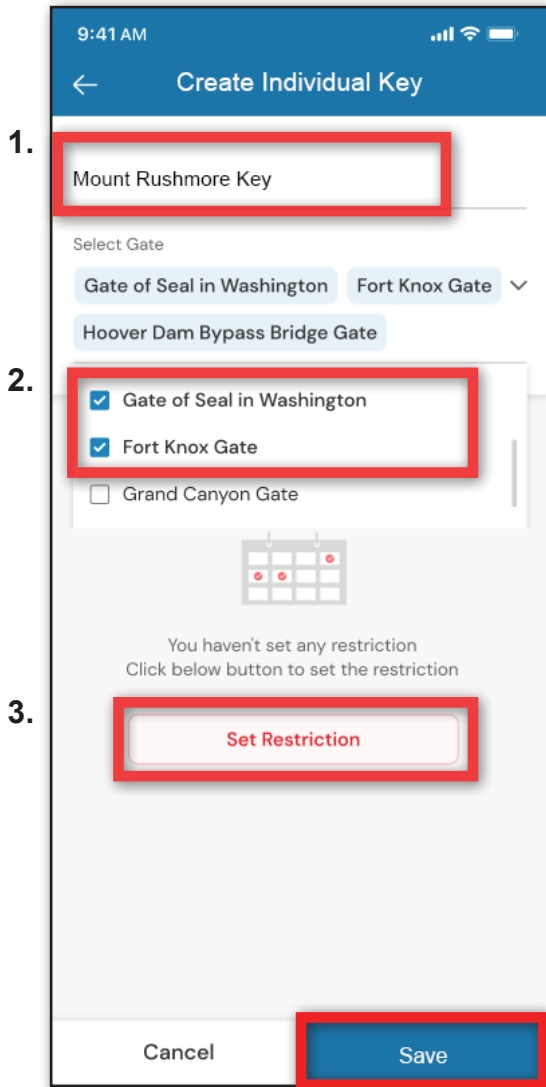 9:41 AM
Create Individual Key
1.
Mount Rushmore Key
Select Gate
Gate of Seal in Washington Fort Knox Gate
Hoover Dam Bypass Bridge Gate
2.
Gate of Seal in Washington
Fort Knox Gate
Grand Canyon Gate
You haven't set any restriction
Click below button to set the restriction
3.
Set Restriction
Cancel Save